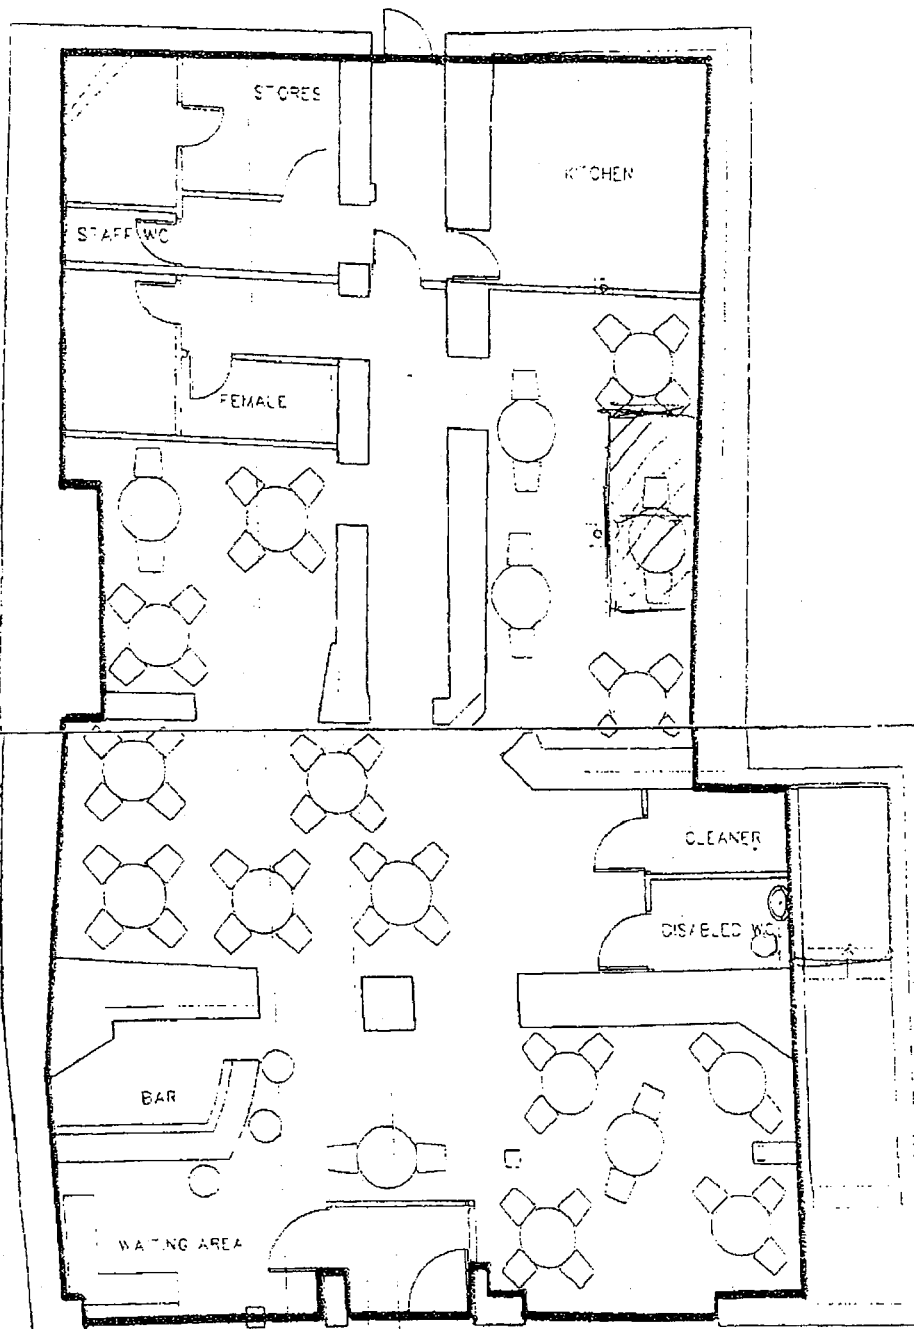 STORES
KITCHEN
STAFF WC
FEMALE
CLEANER
DISABLED WC
BAR
WAITING AREA